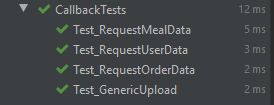 CallbackTests 12 ms
Test_RequestMealData 5 ms
Test_RequestUserData 3 ms
Test_RequestOrderData 2 ms
Test_GenericUpload 2 ms